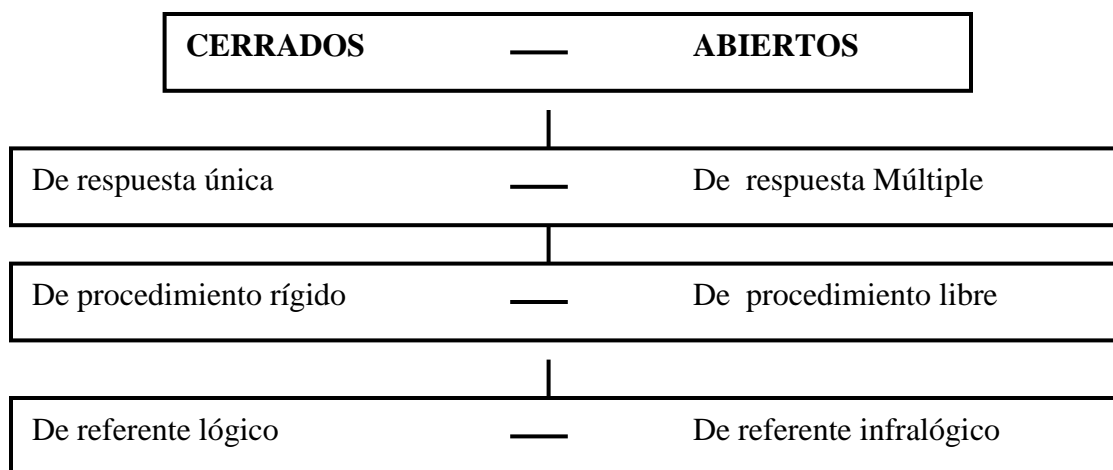 CERRADOS — ABIERTOS
De respuesta única — De respuesta Múltiple
De procedimiento rígido — De procedimiento libre
De referente lógico — De referente infralógico